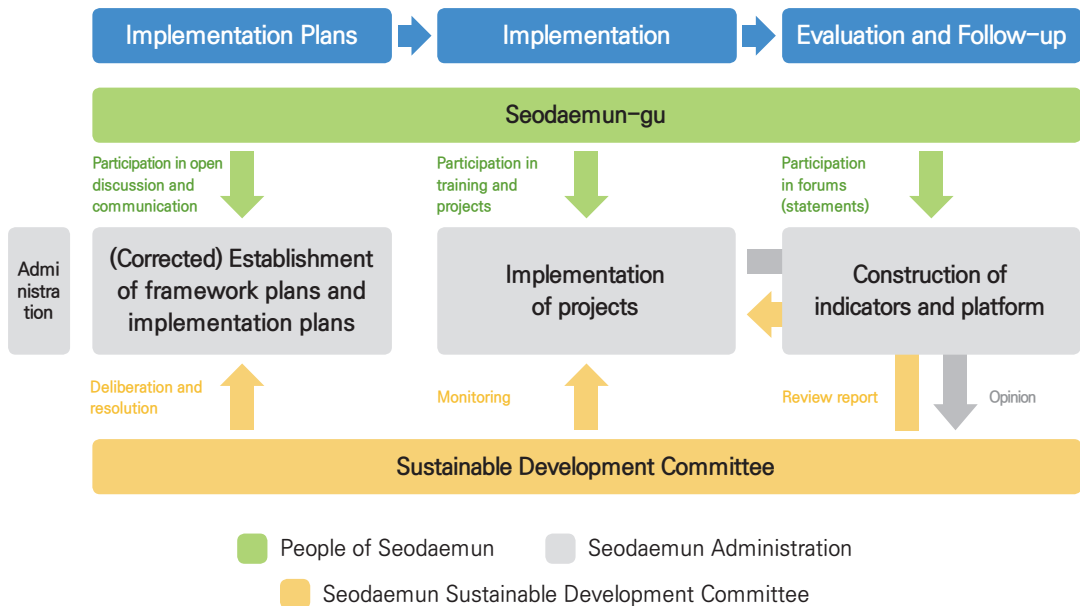 Implementation Plans
Implementation
Evaluation and Follow-up
Seodaemun-gu
Participation in open
discussion and
communication
Participation in
training and
projects
Participation
in forums
(statements)
Admi
nistra
tion
(Corrected) Establishment
of framework plans and
implementation plans
Implementation
of projects
Construction of
indicators and platform
Deliberation and
resolution
Monitoring
Review report
Opinion
Sustainable Development Committee
People of Seodaemun
Seodaemun Administration
Seodaemun Sustainable Development Committee